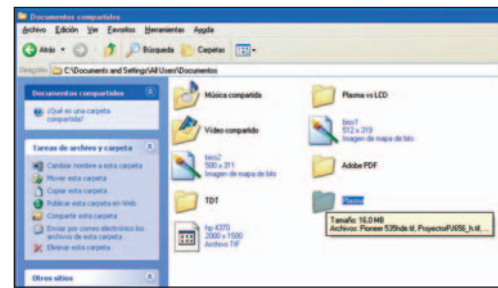 Documentos compartidos
Archivo Edición Ver Favoritos Herramientas Ayuda
Atrás Búsqueda Carpetas
Dirección C:\Documents and Settings\All Users\Documentos
Documentos compartidos
¿Qué es una carpeta
compartida?
Tareas de archivo y carpeta
Cambiar nombre a esta carpeta
Mover esta carpeta
Copiar esta carpeta
Publicar esta carpeta en Web
Compartir esta carpeta
Enviar por correo electrónico los
archivos de esta carpeta
Eliminar esta carpeta
Otros sitios
Música compartida
Plasma vs LCD
Vídeo compartido
bios1
512 x 319
Imagen de mapa de bits
bios2
500 x 311
Imagen de mapa de bits
Adobe PDF
TDT
Plasma
hp 4370
2000 x 1500
Archivo TIF
Tamaño: 16,0 MB
Archivos: Pioneer 535hde.tif, ProyectorPJ656_h.tif, ...